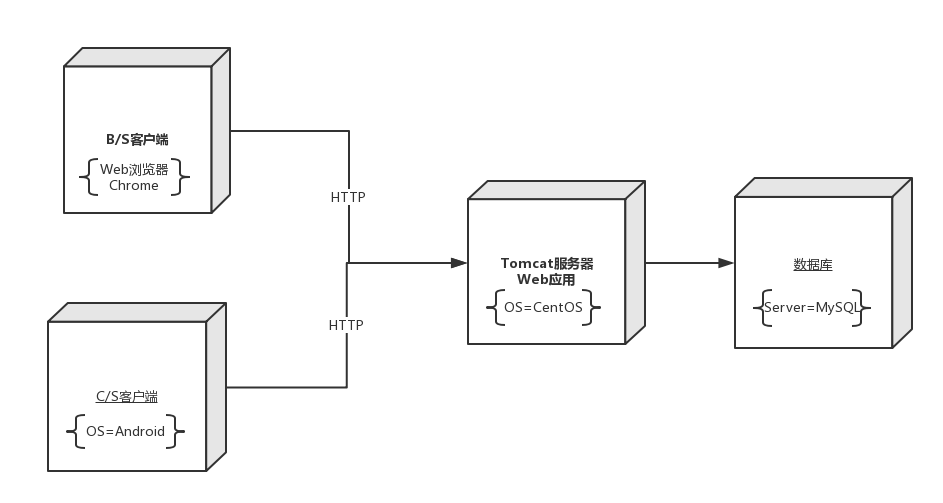 B/S客户端
Web浏览器
Chrome
HTTP
HTTP
C/S客户端
OS=Android
Tomcat服务器
Web应用
OS=CentOS
数据库
Server=MySQL